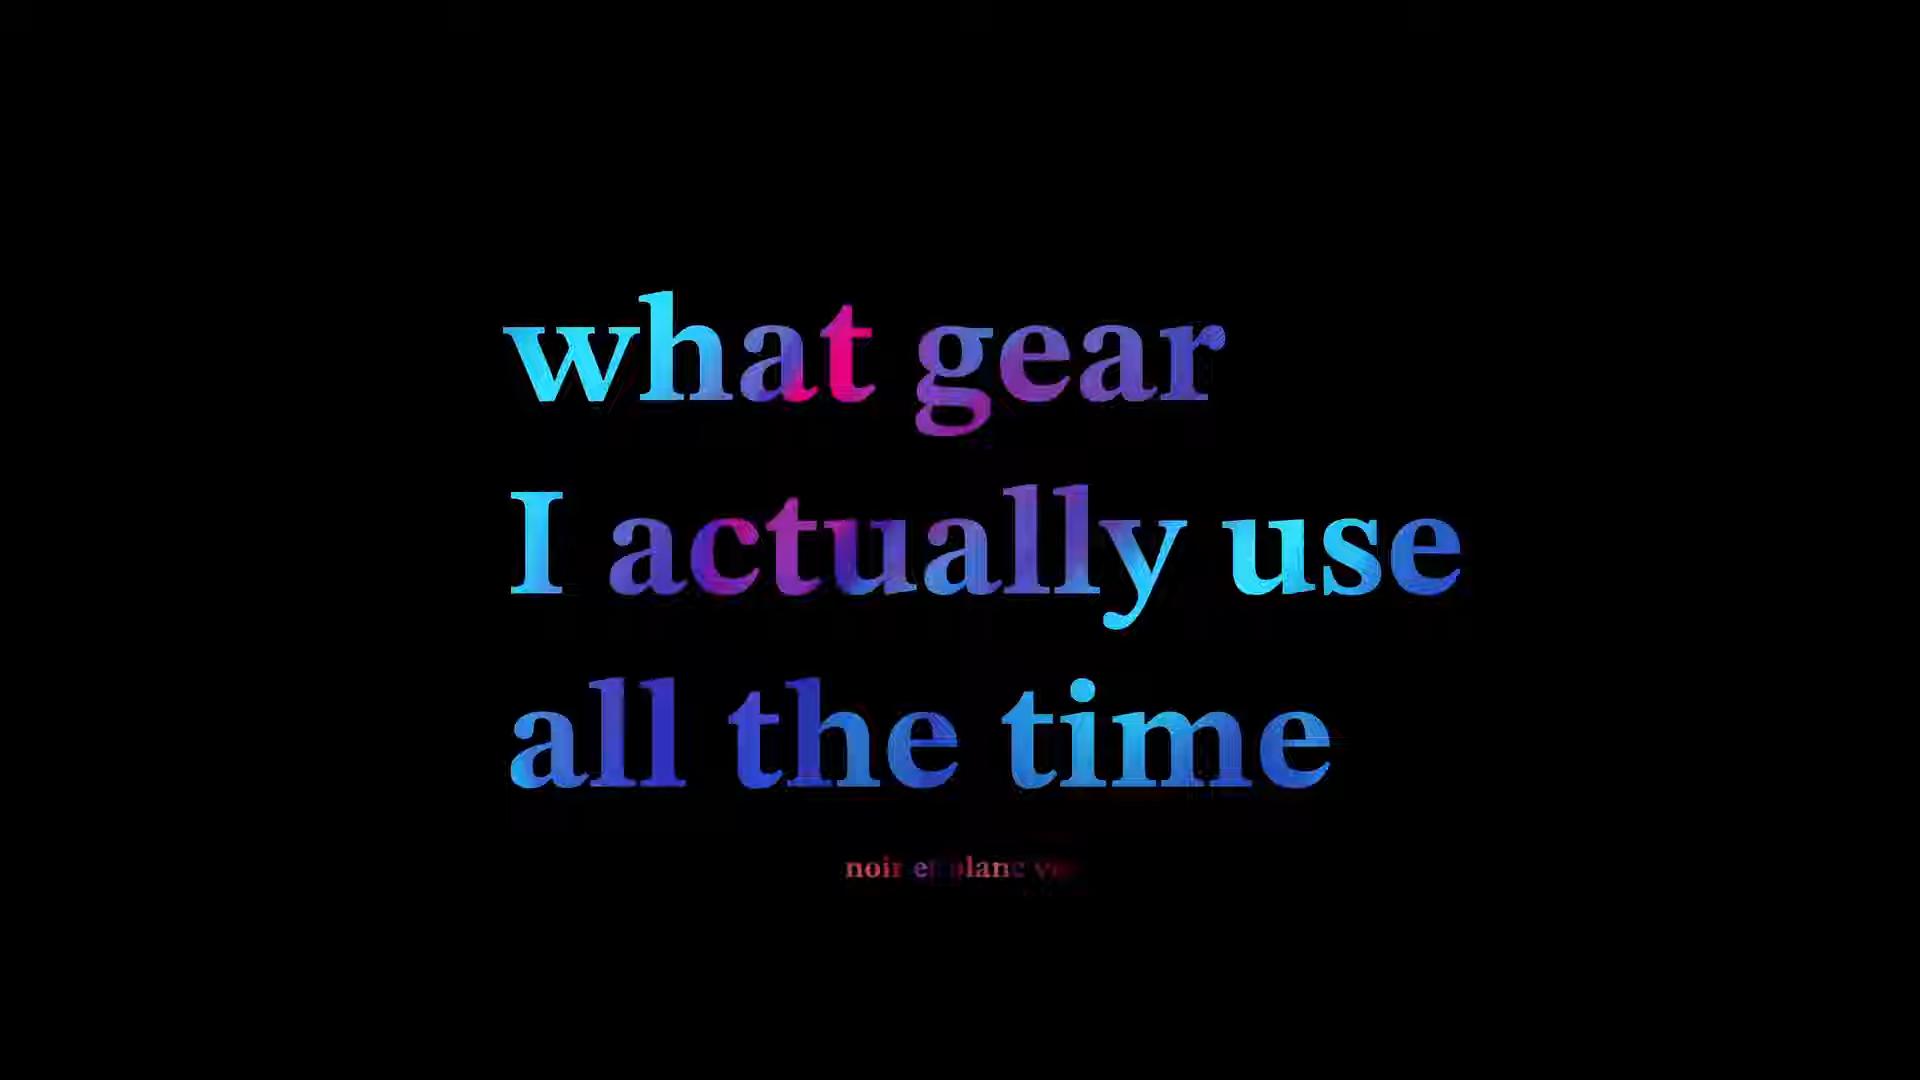 what gear
I actually use
all the time
noir et blanc